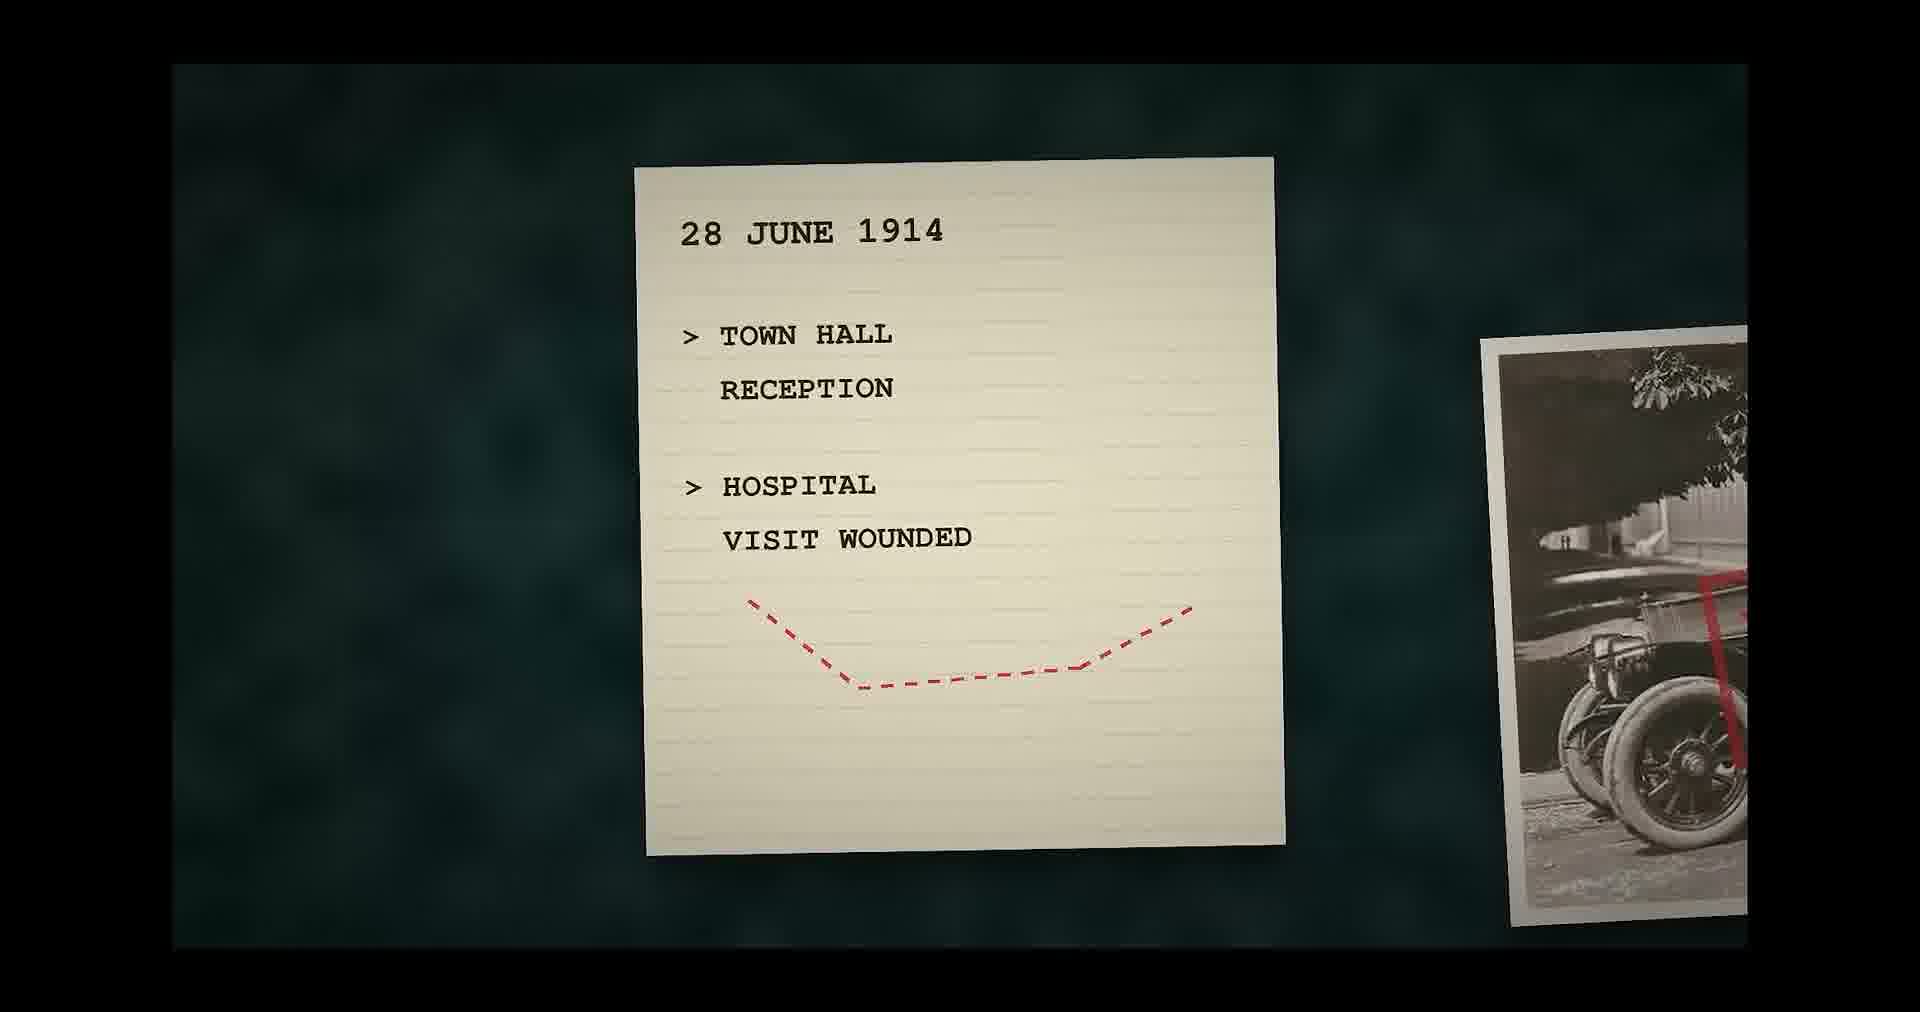 28 JUNE 1914
> TOWN HALL
RECEPTION
> HOSPITAL
VISIT WOUNDED